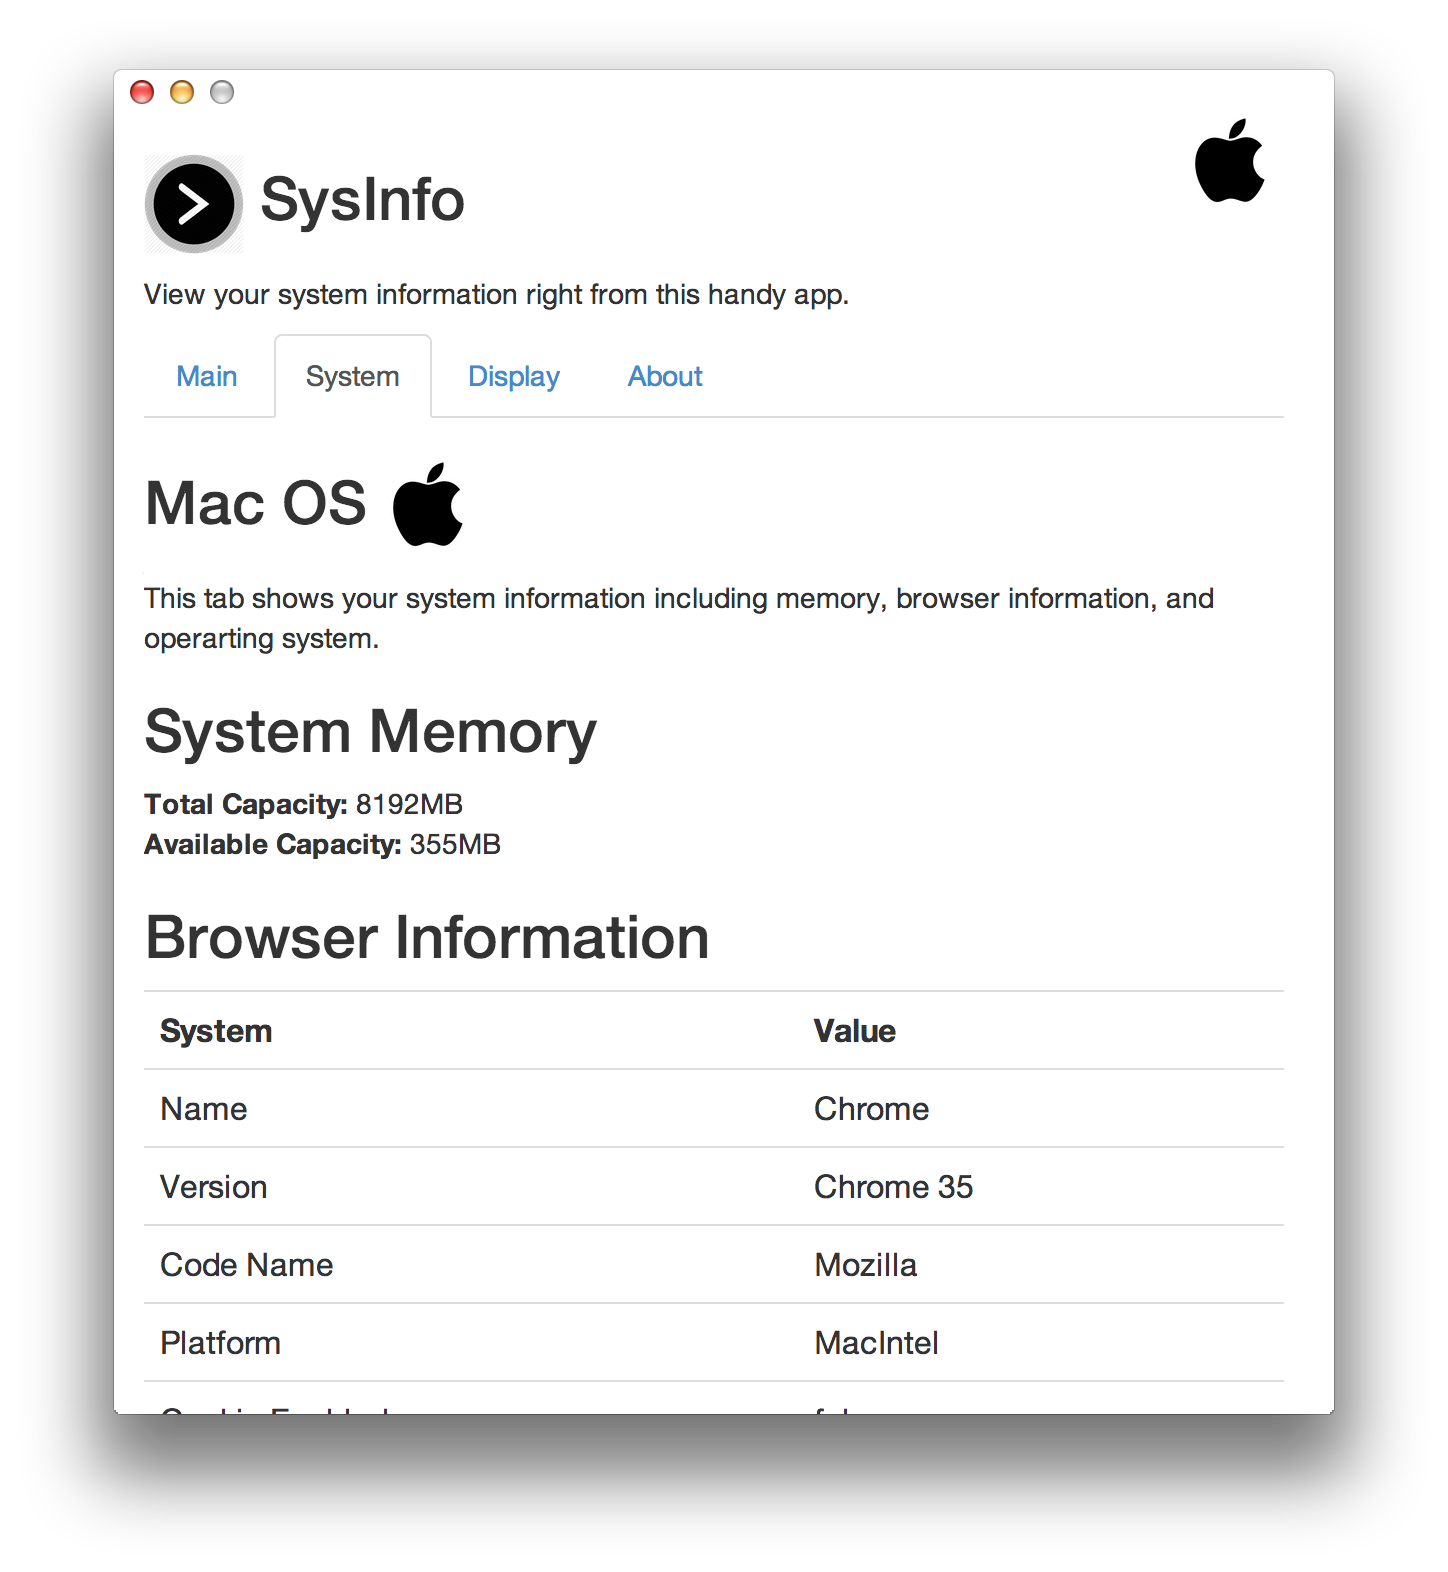 SysInfo
View your system information right from this handy app.
Main System Display About
Mac OS
This tab shows your system information including memory, browser information, and
operarting system.
System Memory
Total Capacity: 8192MB
Available Capacity: 355MB
Browser Information
System Value
Name Chrome
Version Chrome 35
Code Name Mozilla
Platform MacIntel